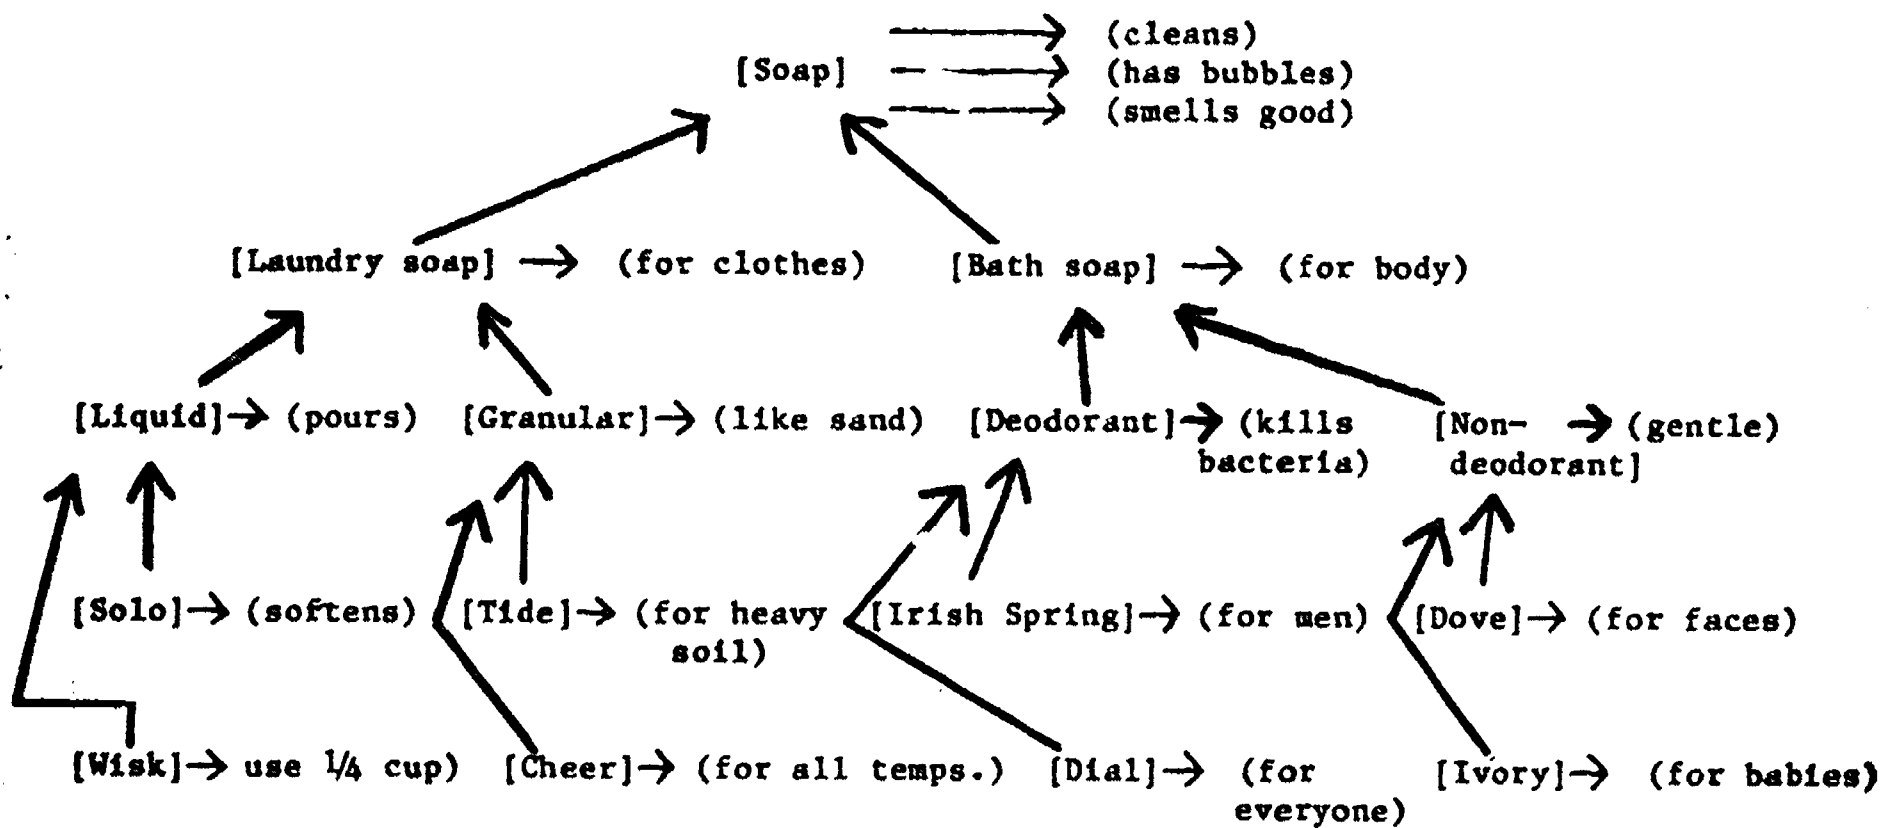 (cleans)
[Soap] (has bubbles)
(smells good)
[Laundry soap] (for clothes) [Bath soap] (for body)
[Liquid] (pours) [Granular] (like sand) [Deodorant] (kills [Non- (gentle)
bacteria) deodorant]
[Solo] (softens) [Tide] (for heavy [Irish Spring] (for men) [Dove] (for faces)
soil)
[Wisk] use ¼ cup) [Cheer] (for all temps.) [Dial] (for [Ivory] (for babies)
everyone)